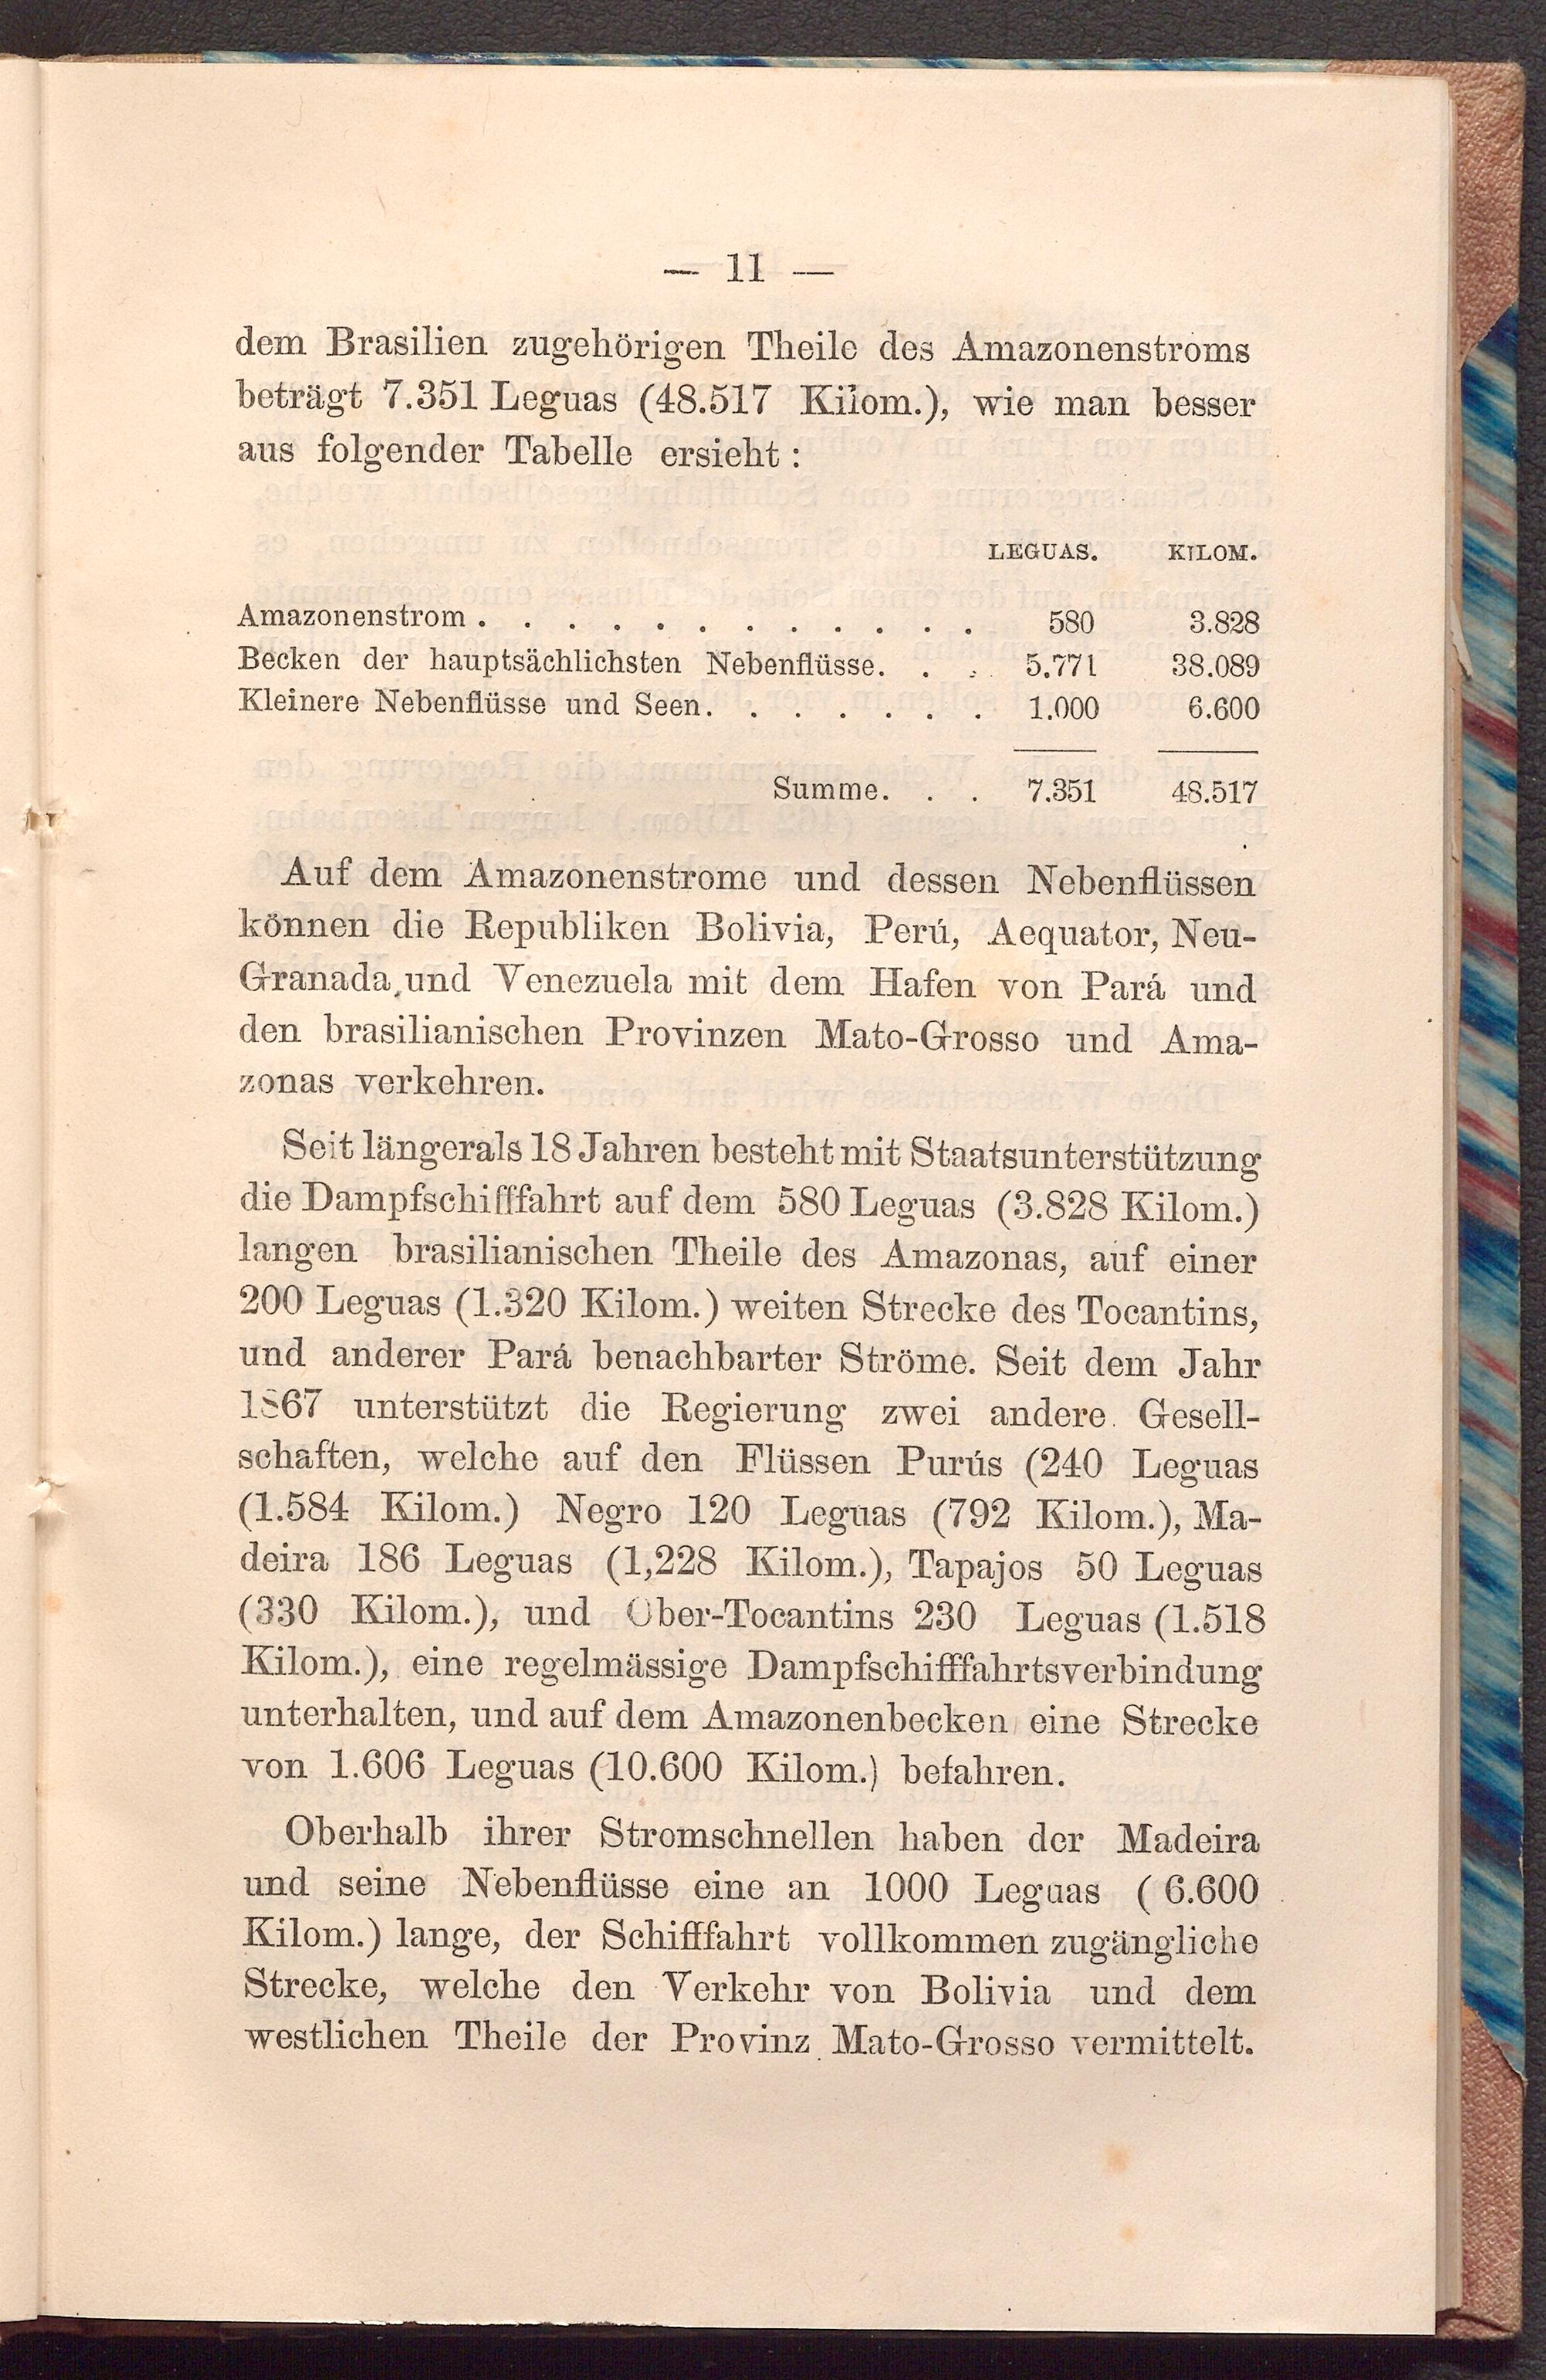 — 11 —
dem Brasilien zugehörigen Theile des Amazonenstroms
beträgt 7.351 Leguas (48.517 Kilom.), wie man besser
aus folgender Tabelle ersieht :
LEGUAS. KILOM.
Amazonenstrom . . . . . . . . . . . . 580 3.828
Becken der hauptsächlichsten Nebenflüsse. . . 5.771 38.089
Kleinere Nebenflüsse und Seen. . . . . . . 1.000 6.600
Summe. . . 7.351 48.517
Auf dem Amazonenstrome und dessen Nebenflüssen
können die Republiken Bolivia, Perú, Aequator, Neu-
Granada,und Venezuela mit dem Hafen von Pará und
den brasilianischen Provinzen Mato-Grosso und Ama-
zonas verkehren.
Seit längerals 18 Jahren besteht mit Staatsunterstützung
die Dampfschifffahrt auf dem 580 Leguas (3.828 Kilom.)
langen brasilianischen Theile des Amazonas, auf einer
200 Leguas (1.320 Kilom.) weiten Strecke des Tocantins,
und anderer Pará benachbarter Ströme. Seit dem Jahr
1867 unterstützt die Regierung zwei andere Gesell-
schaften, welche auf den Flüssen Purús (240 Leguas
(1.584 Kilom.) Negro 120 Leguas (792 Kilom.), Ma-
deira 186 Leguas (1,228 Kilom.), Tapajos 50 Leguas
(330 Kilom.), und Ober-Tocantins 230 Leguas (1.518
Kilom.), eine regelmässige Dampfschifffahrtsverbindung
unterhalten, und auf dem Amazonenbecken eine Strecke
von 1.606 Leguas (10.600 Kilom.) befahren.
Oberhalb ihrer Stromschnellen haben der Madeira
und seine Nebenflüsse eine an 1000 Leguas ( 6.600
Kilom.) lange, der Schifffahrt vollkommen zugängliche
Strecke, welche den Verkehr von Bolivia und dem
westlichen Theile der Provinz Mato-Grosso vermittelt.